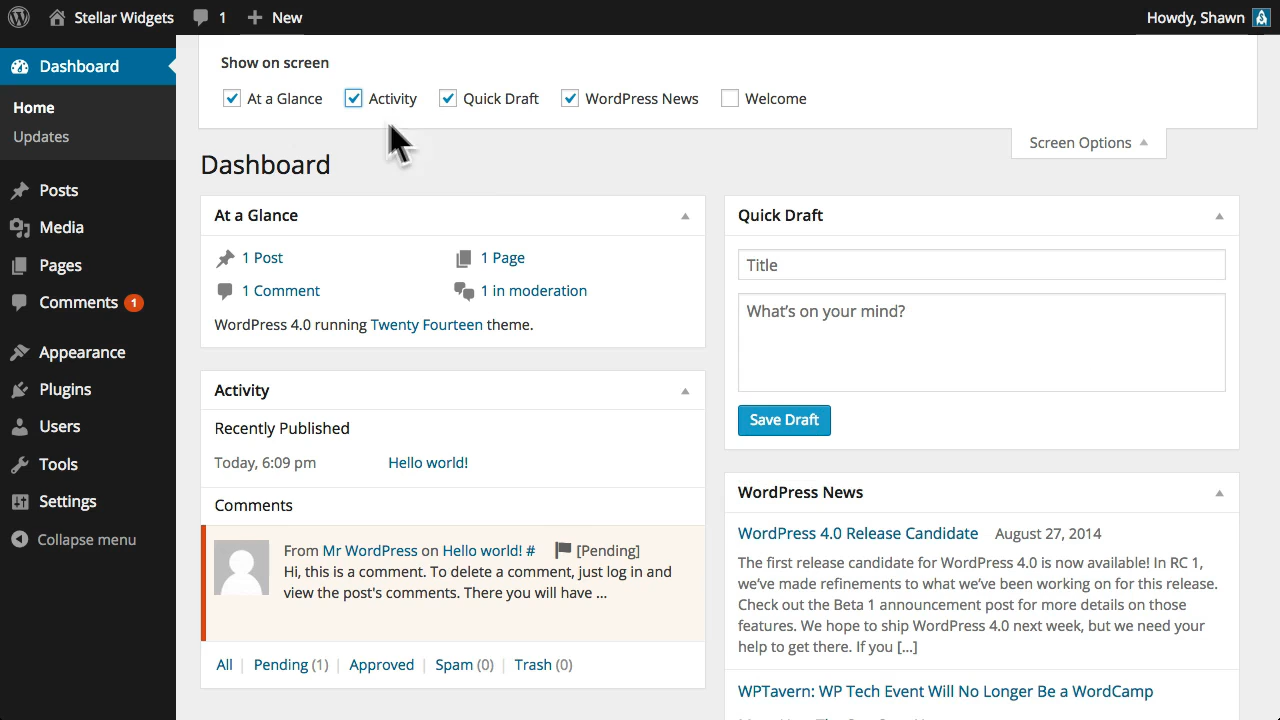 Stellar Widgets 1 + New Howdy, Shawn
Dashboard
Home
Updates
Posts
Media
Pages
Comments 1
Appearance
Plugins
Users
Tools
Settings
Collapse menu
Show on screen
At a Glance Activity Quick Draft WordPress News Welcome
Screen Options
Dashboard
At a Glance
1 Post 1 Page
1 Comment 1 in moderation
WordPress 4.0 running Twenty Fourteen theme.
Activity
Recently Published
Today, 6:09 pm Hello world!
Comments
From Mr WordPress on Hello world! # [Pending]
Hi, this is a comment. To delete a comment, just log in and
view the post's comments. There you will have ...
All | Pending (1) | Approved | Spam (0) | Trash (0)
Quick Draft
Title
What's on your mind?
Save Draft
WordPress News
WordPress 4.0 Release Candidate August 27, 2014
The first release candidate for WordPress 4.0 is now available! In RC 1,
we've made refinements to what we've been working on for this release.
Check out the Beta 1 announcement post for more details on those
features. We hope to ship WordPress 4.0 next week, but we need your
help to get there. If you [...]
WPTavern: WP Tech Event Will No Longer Be a WordCamp